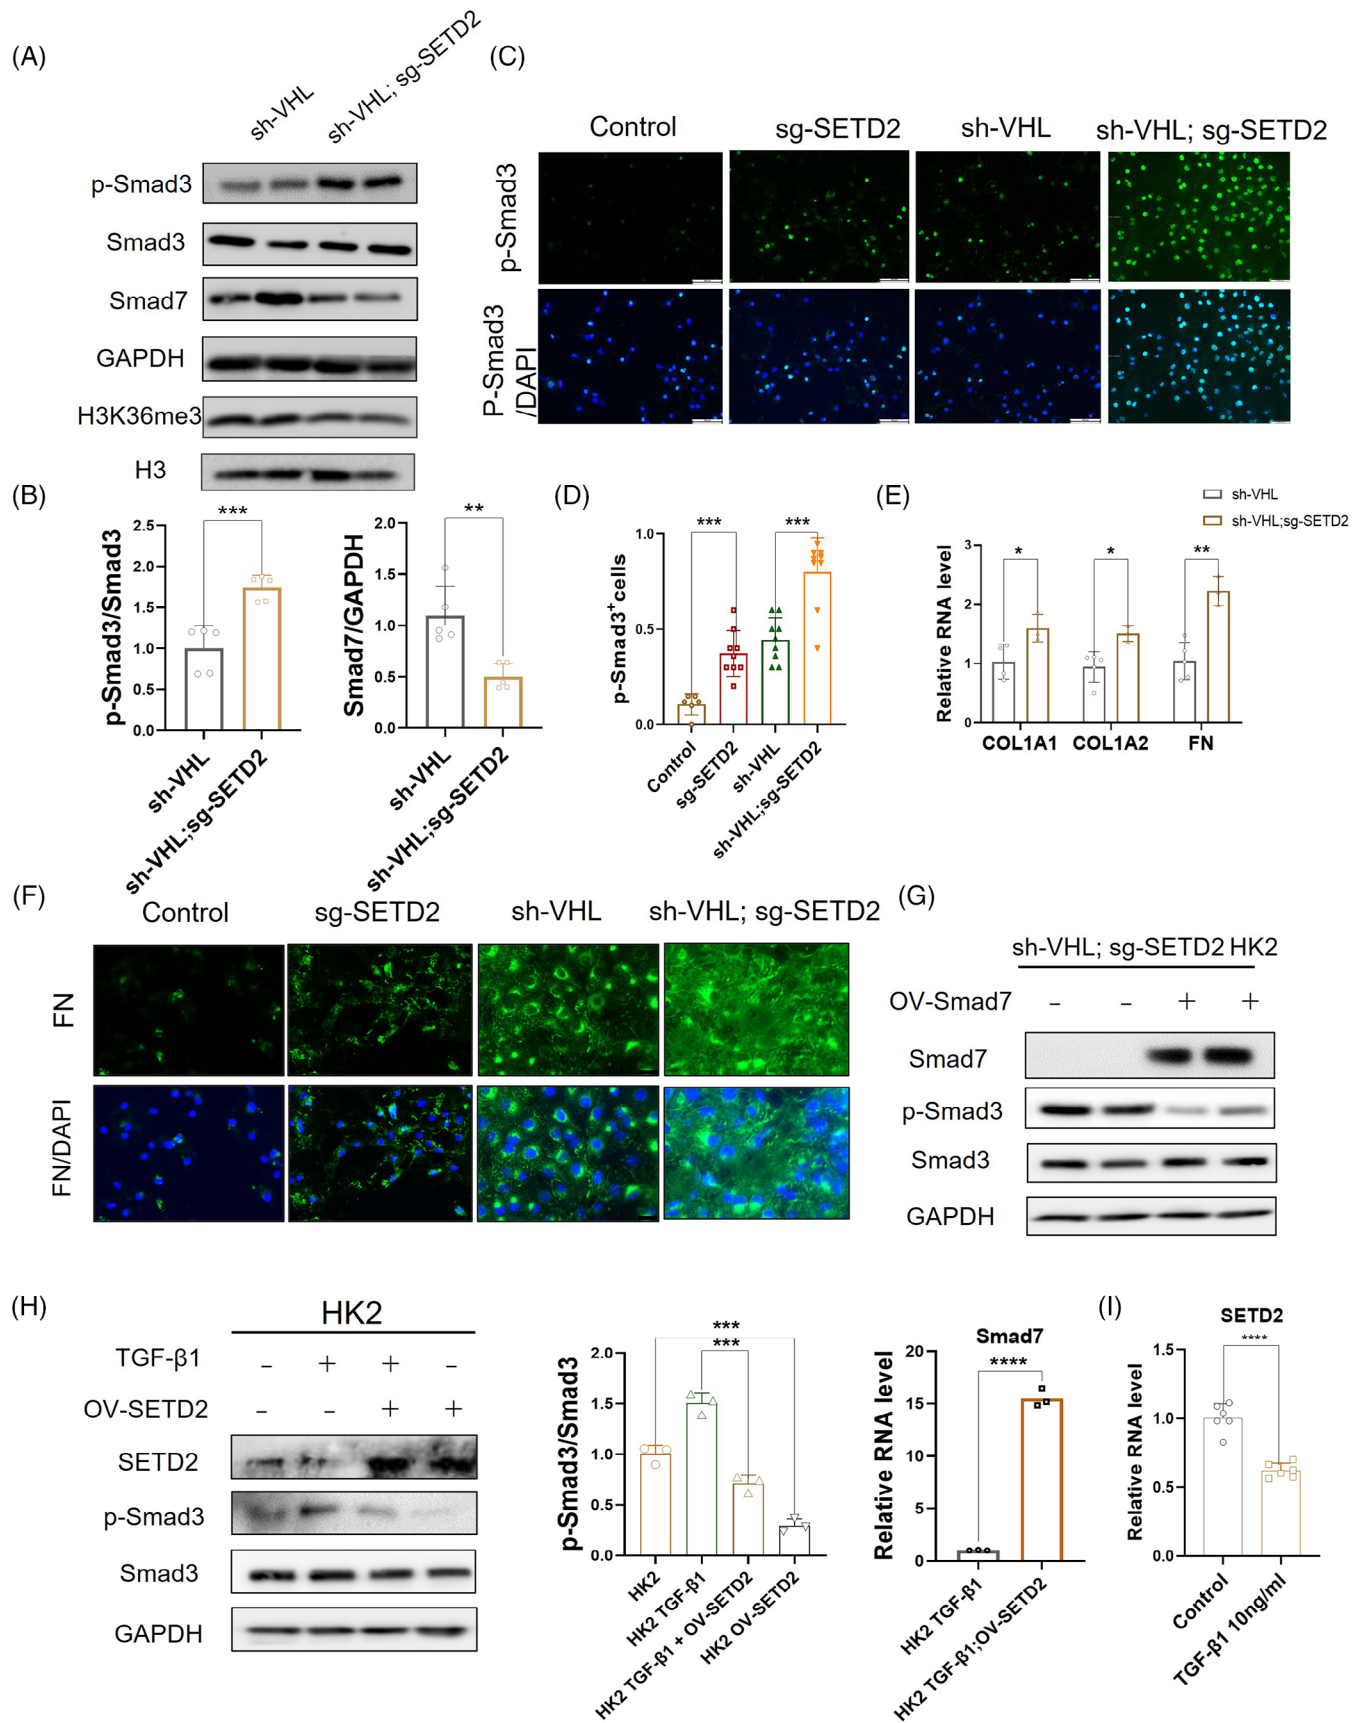 (A)
sh-VHL
sh-VHL; sg-SETD2
p-Smad3
Smad3
Smad7
GAPDH
H3K36me3
H3
(C)
Control
sg-SETD2
sh-VHL
sh-VHL; sg-SETD2
p-Smad3
P-Smad3
/DAPI
(B)
***
p-Smad3/Smad3
2.5
2.0
1.5
1.0
0.5
0.0
sh-VHL
sh-VHL;sg-SETD2
**
Smad7/GAPDH
2.0
1.5
1.0
0.5
0.0
sh-VHL
sh-VHL;sg-SETD2
(D)
***
***
p-Smad3+cells
1.0
0.5
0.0
Control
sg-SETD2
sh-VHL
sh-VHL;sg-SETD2
(E)
sh-VHL
sh-VHL;sg-SETD2
Relative RNA level
3
2
1
0
*
*
**
COL1A1
COL1A2
FN
(F)
Control
sg-SETD2
sh-VHL
sh-VHL; sg-SETD2
FN
FN/DAPI
(G)
sh-VHL; sg-SETD2 HK2
OV-Smad7 - - + +
Smad7
p-Smad3
Smad3
GAPDH
(H)
HK2
TGF-β1 - + + -
OV-SETD2 - - + +
SETD2
p-Smad3
Smad3
GAPDH
***
***
p-Smad3/Smad3
2.0
1.5
1.0
0.5
0.0
HK2
HK2 TGF-β1
HK2 TGF-β1 + OV-SETD2
HK2 OV-SETD2
Smad7
****
Relative RNA level
20
15
10
5
0
HK2 TGF-β1
HK2 TGF-β1;OV-SETD2
(I)
SETD2
****
Relative RNA level
1.5
1.0
0.5
0.0
Control
TGF-β1 10ng/ml